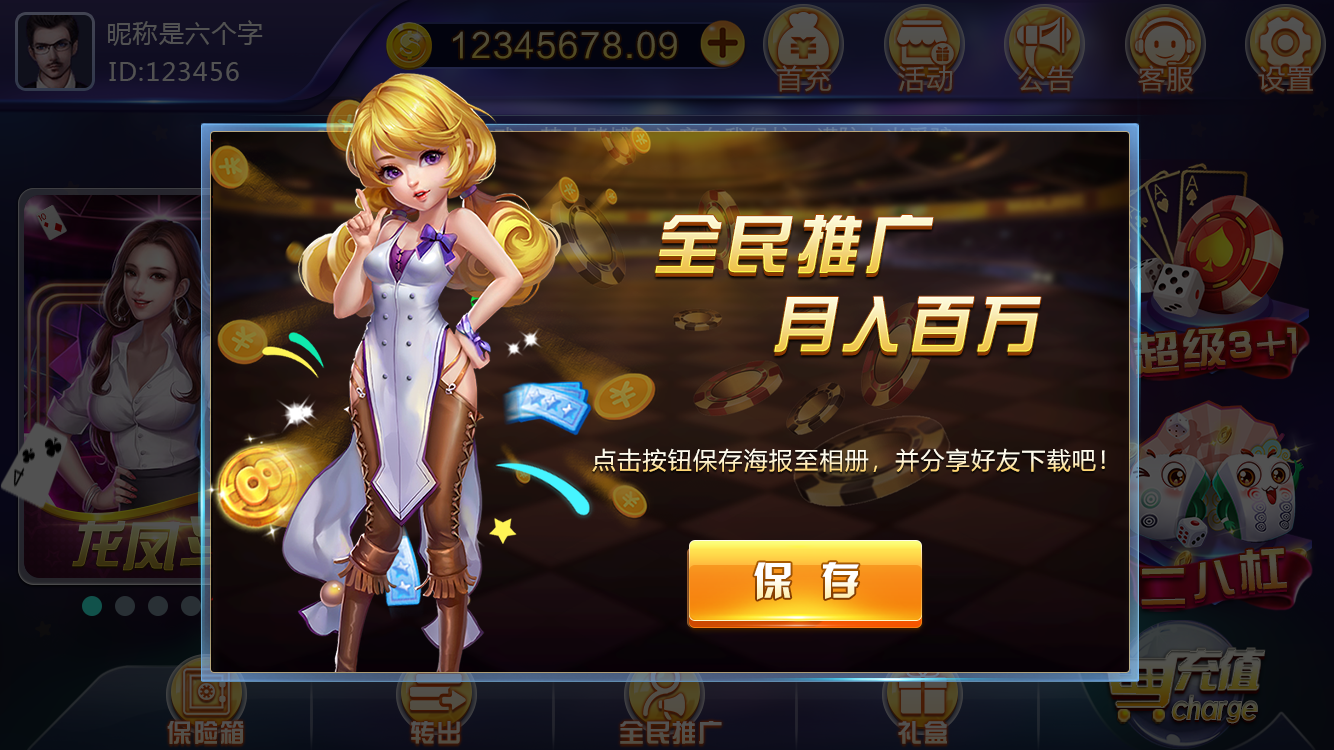 昵称是六个字
ID:123456
12345678.09
首充
活动
公告
客服
设置
全民推广
月入百万
点击按钮保存海报至相册，并分享好友下载吧！
保 存
龙凤
超级3+1
二八杠
10
A
A
4
8
保险箱
转出
全民推广
礼盒
充值
charge